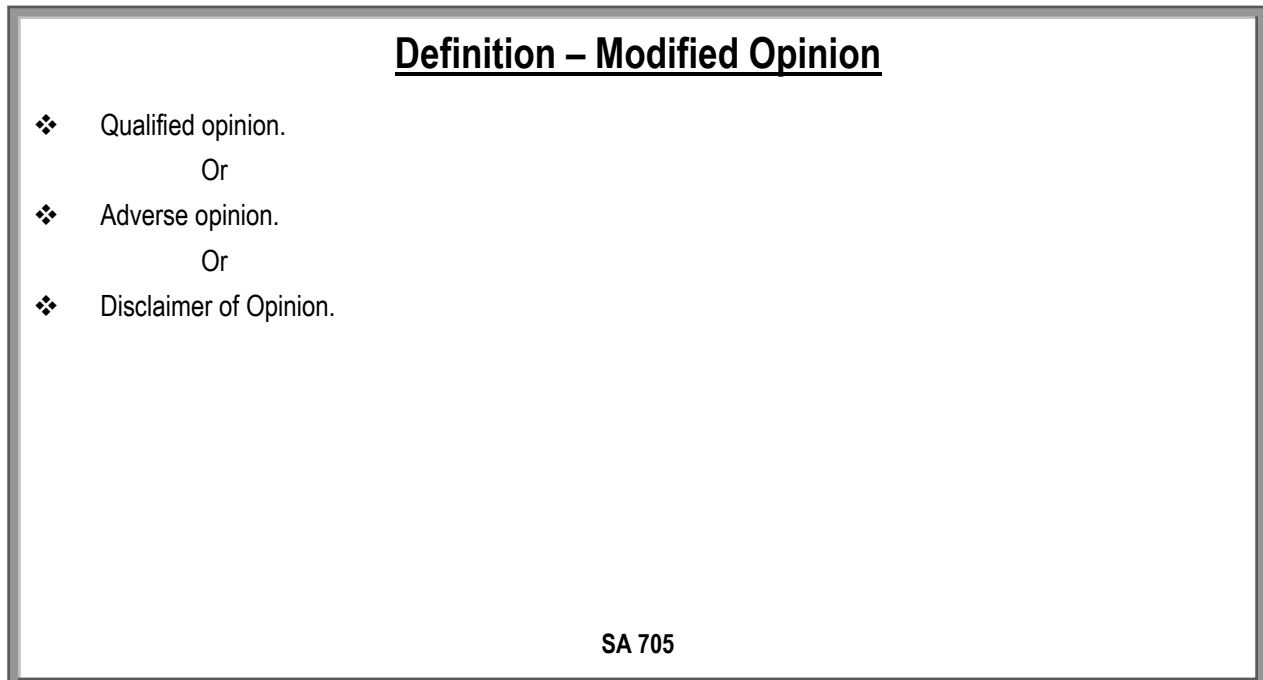 Definition – Modified Opinion
❖ Qualified opinion.
Or
❖ Adverse opinion.
Or
❖ Disclaimer of Opinion.
SA 705